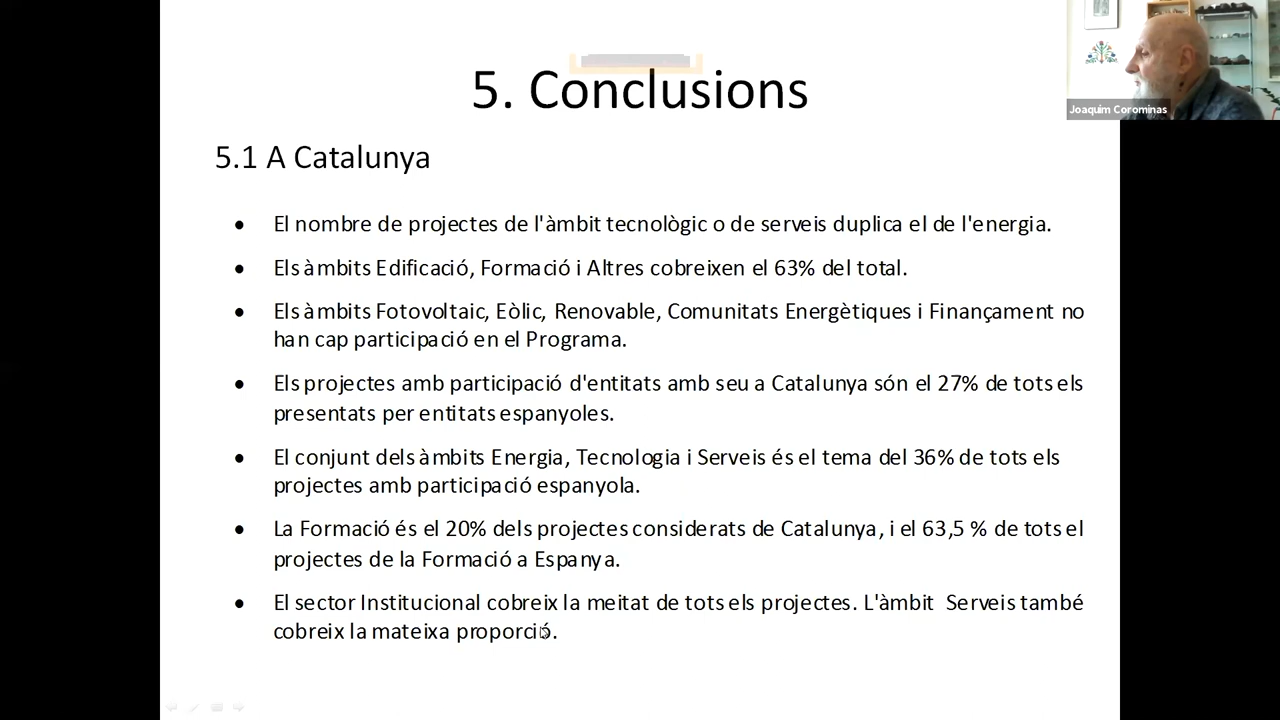 5. Conclusions
Joaquim Corominas
5.1 A Catalunya
• El nombre de projectes de l'àmbit tecnològic o de serveis duplica el de l'energia.
• Els àmbits Edificació, Formació i Altres cobreixen el 63% del total.
• Els àmbits Fotovoltaic, Eòlic, Renovable, Comunitats Energètiques i Finançament no
han cap participació en el Programa.
• Els projectes amb participació d'entitats amb seu a Catalunya són el 27% de tots els
presentats per entitats espanyoles.
• El conjunt dels àmbits Energia, Tecnologia i Serveis és el tema del 36% de tots els
projectes amb participació espanyola.
• La Formació és el 20% dels projectes considerats de Catalunya, i el 63,5 % de tots el
projectes de la Formació a Espanya.
• El sector Institucional cobreix la meitat de tots els projectes. L'àmbit Serveis també
cobreix la mateixa proporció.